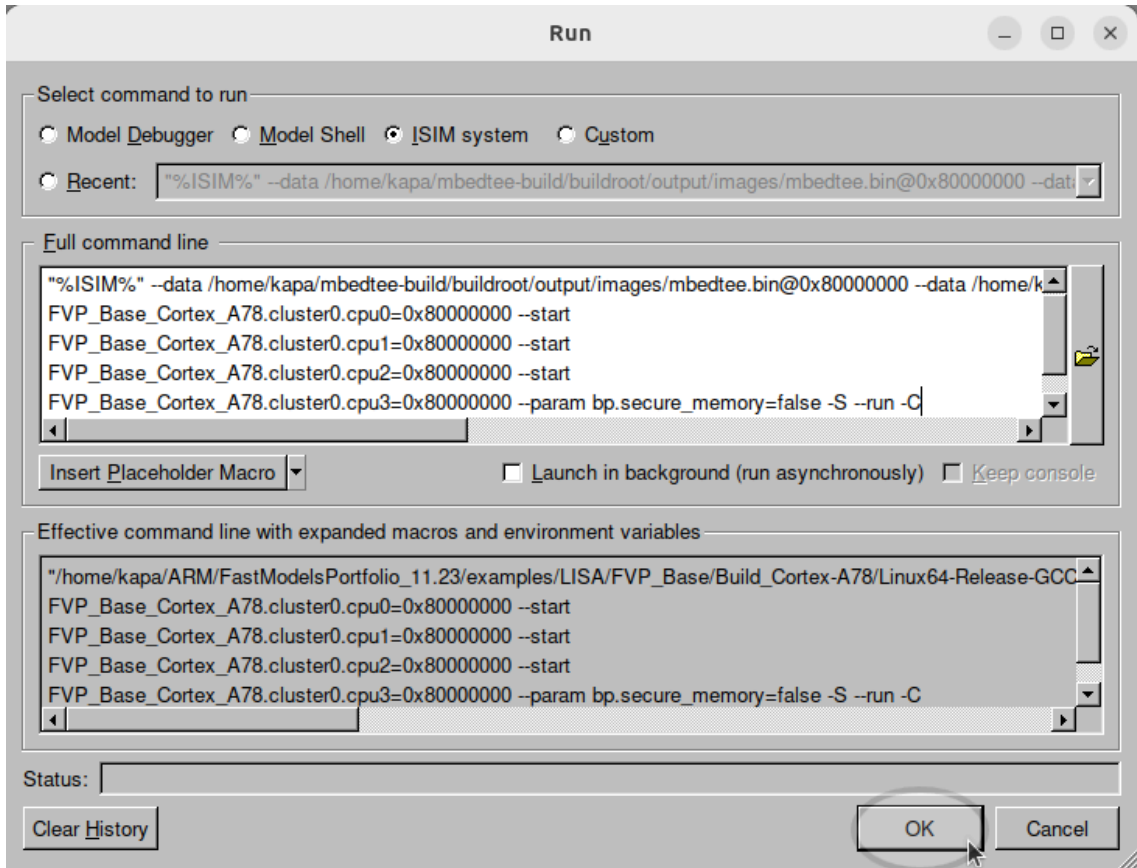 Run
Select command to run
Model Debugger Model Shell ISIM system Custom
Recent: "%ISIM%" --data /home/kapa/mbedtee-build/buildroot/output/images/mbedtee.bin@0x80000000 --data
Full command line
"%ISIM%" --data /home/kapa/mbedtee-build/buildroot/output/images/mbedtee.bin@0x80000000 --data /home/k
FVP_Base_Cortex_A78.cluster0.cpu0=0x80000000 --start
FVP_Base_Cortex_A78.cluster0.cpu1=0x80000000 --start
FVP_Base_Cortex_A78.cluster0.cpu2=0x80000000 --start
FVP_Base_Cortex_A78.cluster0.cpu3=0x80000000 --param bp.secure_memory=false -S --run -C
Insert Placeholder Macro Launch in background (run asynchronously) Keep console
Effective command line with expanded macros and environment variables
"/home/kapa/ARM/FastModelsPortfolio_11.23/examples/LISA/FVP_Base/Build_Cortex-A78/Linux64-Release-GCC
FVP_Base_Cortex_A78.cluster0.cpu0=0x80000000 --start
FVP_Base_Cortex_A78.cluster0.cpu1=0x80000000 --start
FVP_Base_Cortex_A78.cluster0.cpu2=0x80000000 --start
FVP_Base_Cortex_A78.cluster0.cpu3=0x80000000 --param bp.secure_memory=false -S --run -C
Status:
Clear History OK Cancel